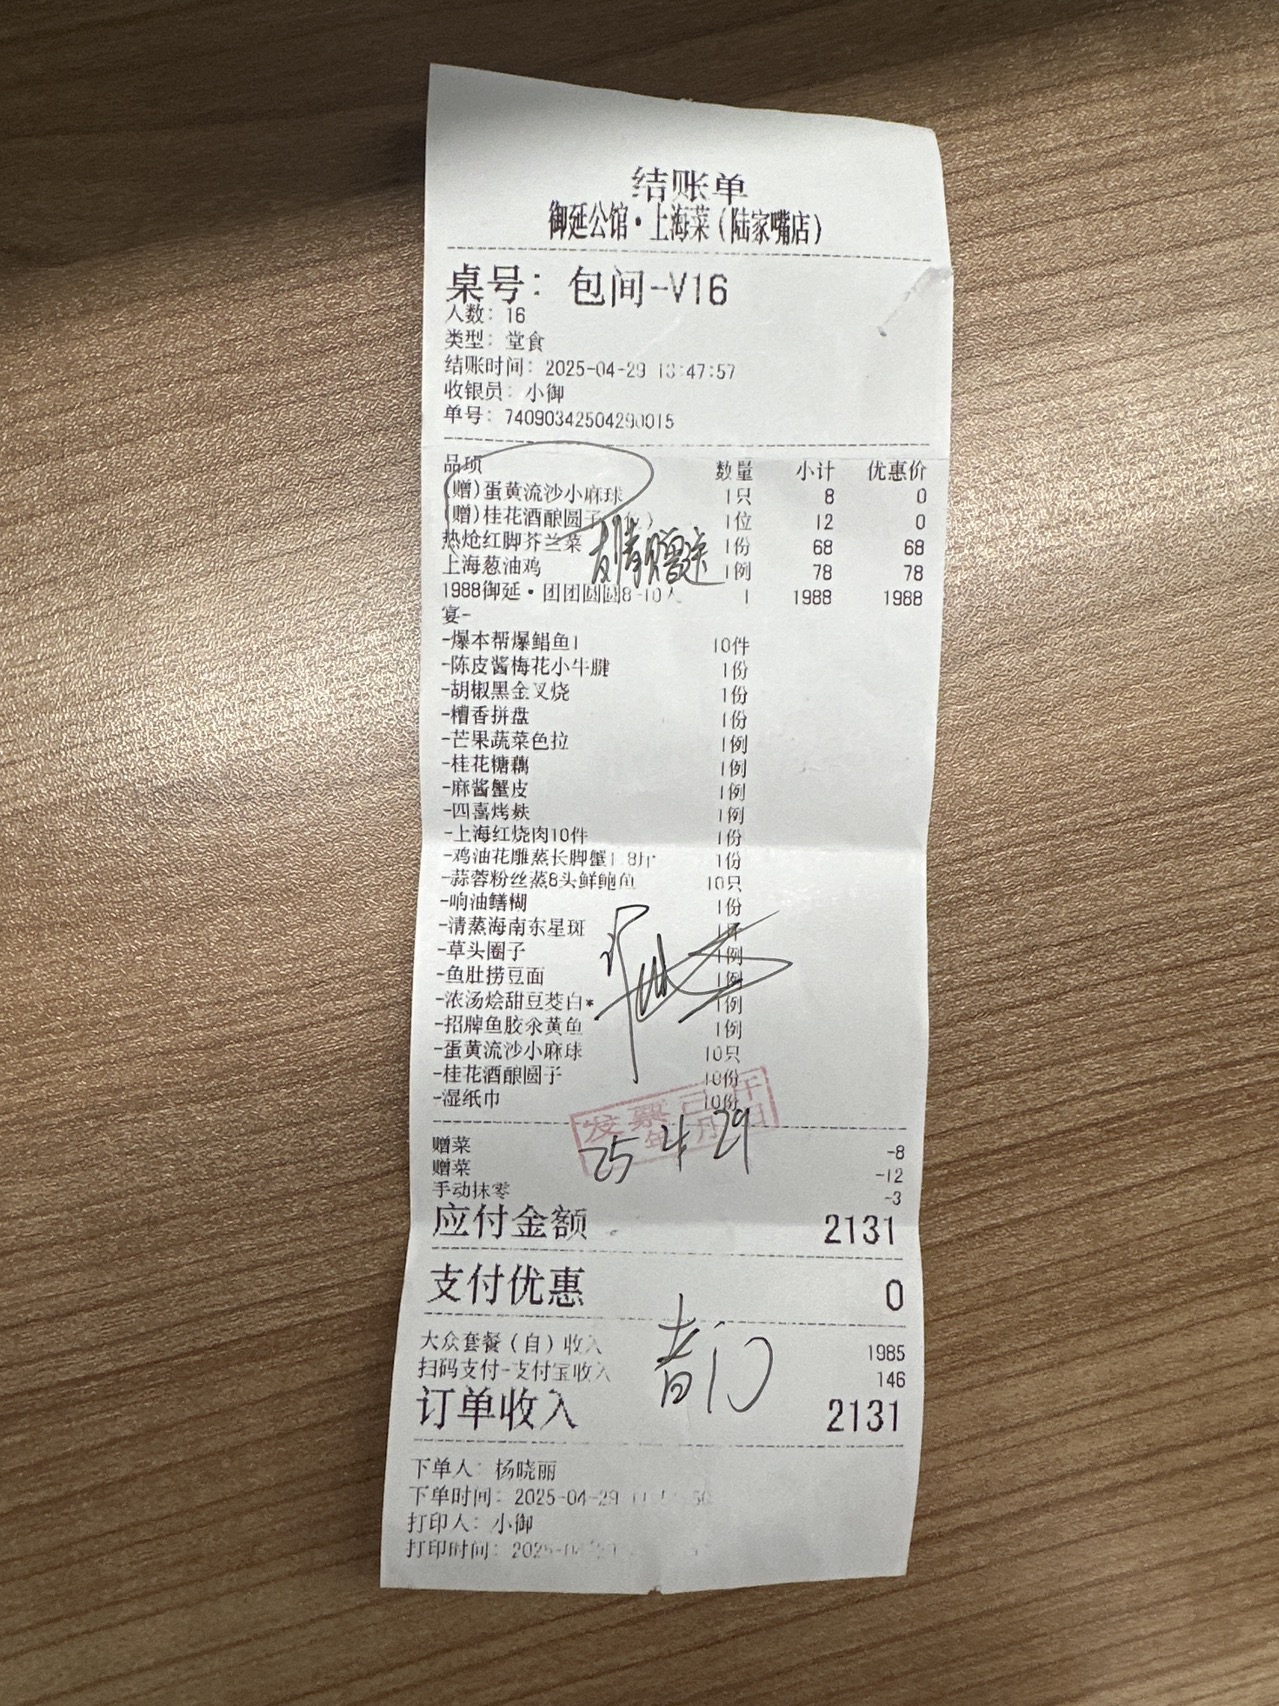 结账单
御延公馆·上海菜(陆家嘴店)
桌号: 包间-V16
人数: 16
类型: 堂食
结账时间: 2025-04-29 13:47:57
收银员: 小御
单号: 74090342504290015
品项 数量 小计 优惠价
(赠)蛋黄流沙小麻球 1只 8 0
(赠)桂花酒酿圆子 1位 12 0
热炝红脚芥兰菜 1份 68 68
上海葱油鸡 1例 78 78
1988御延·团团圆圆8-10人 1 1988 1988
宴-
-爆本帮爆鲳鱼1 10件
-陈皮酱梅花小牛腱 1份
-胡椒黑金叉烧 1份
-糟香拼盘 1份
-芒果蔬菜色拉 1例
-桂花糖藕 1例
-麻酱蟹皮 1例
-四喜烤麸 1例
-上海红烧肉10件 1份
-鸡油花雕蒸长脚蟹1.8斤 1份
-蒜蓉粉丝蒸8头鲜鲍鱼 10只
-响油鳝糊 1份
-清蒸海南东星斑
-草头圈子 1例
-鱼肚捞豆面 1例
-浓汤烩甜豆茭白* 1例
-招牌鱼胶汆黄鱼 1例
-蛋黄流沙小麻球 10只
-桂花酒酿圆子 10份
-湿纸巾 10份
发票已开
年 月 日
25 4 29
赠菜 -8
赠菜 -12
手动抹零 -3
应付金额 2131
支付优惠 0
大众套餐(自)收入 1985
扫码支付-支付宝收入 146
订单收入 2131
下单人: 杨晓丽
下单时间: 2025-04-29
打印人: 小御
打印时间: